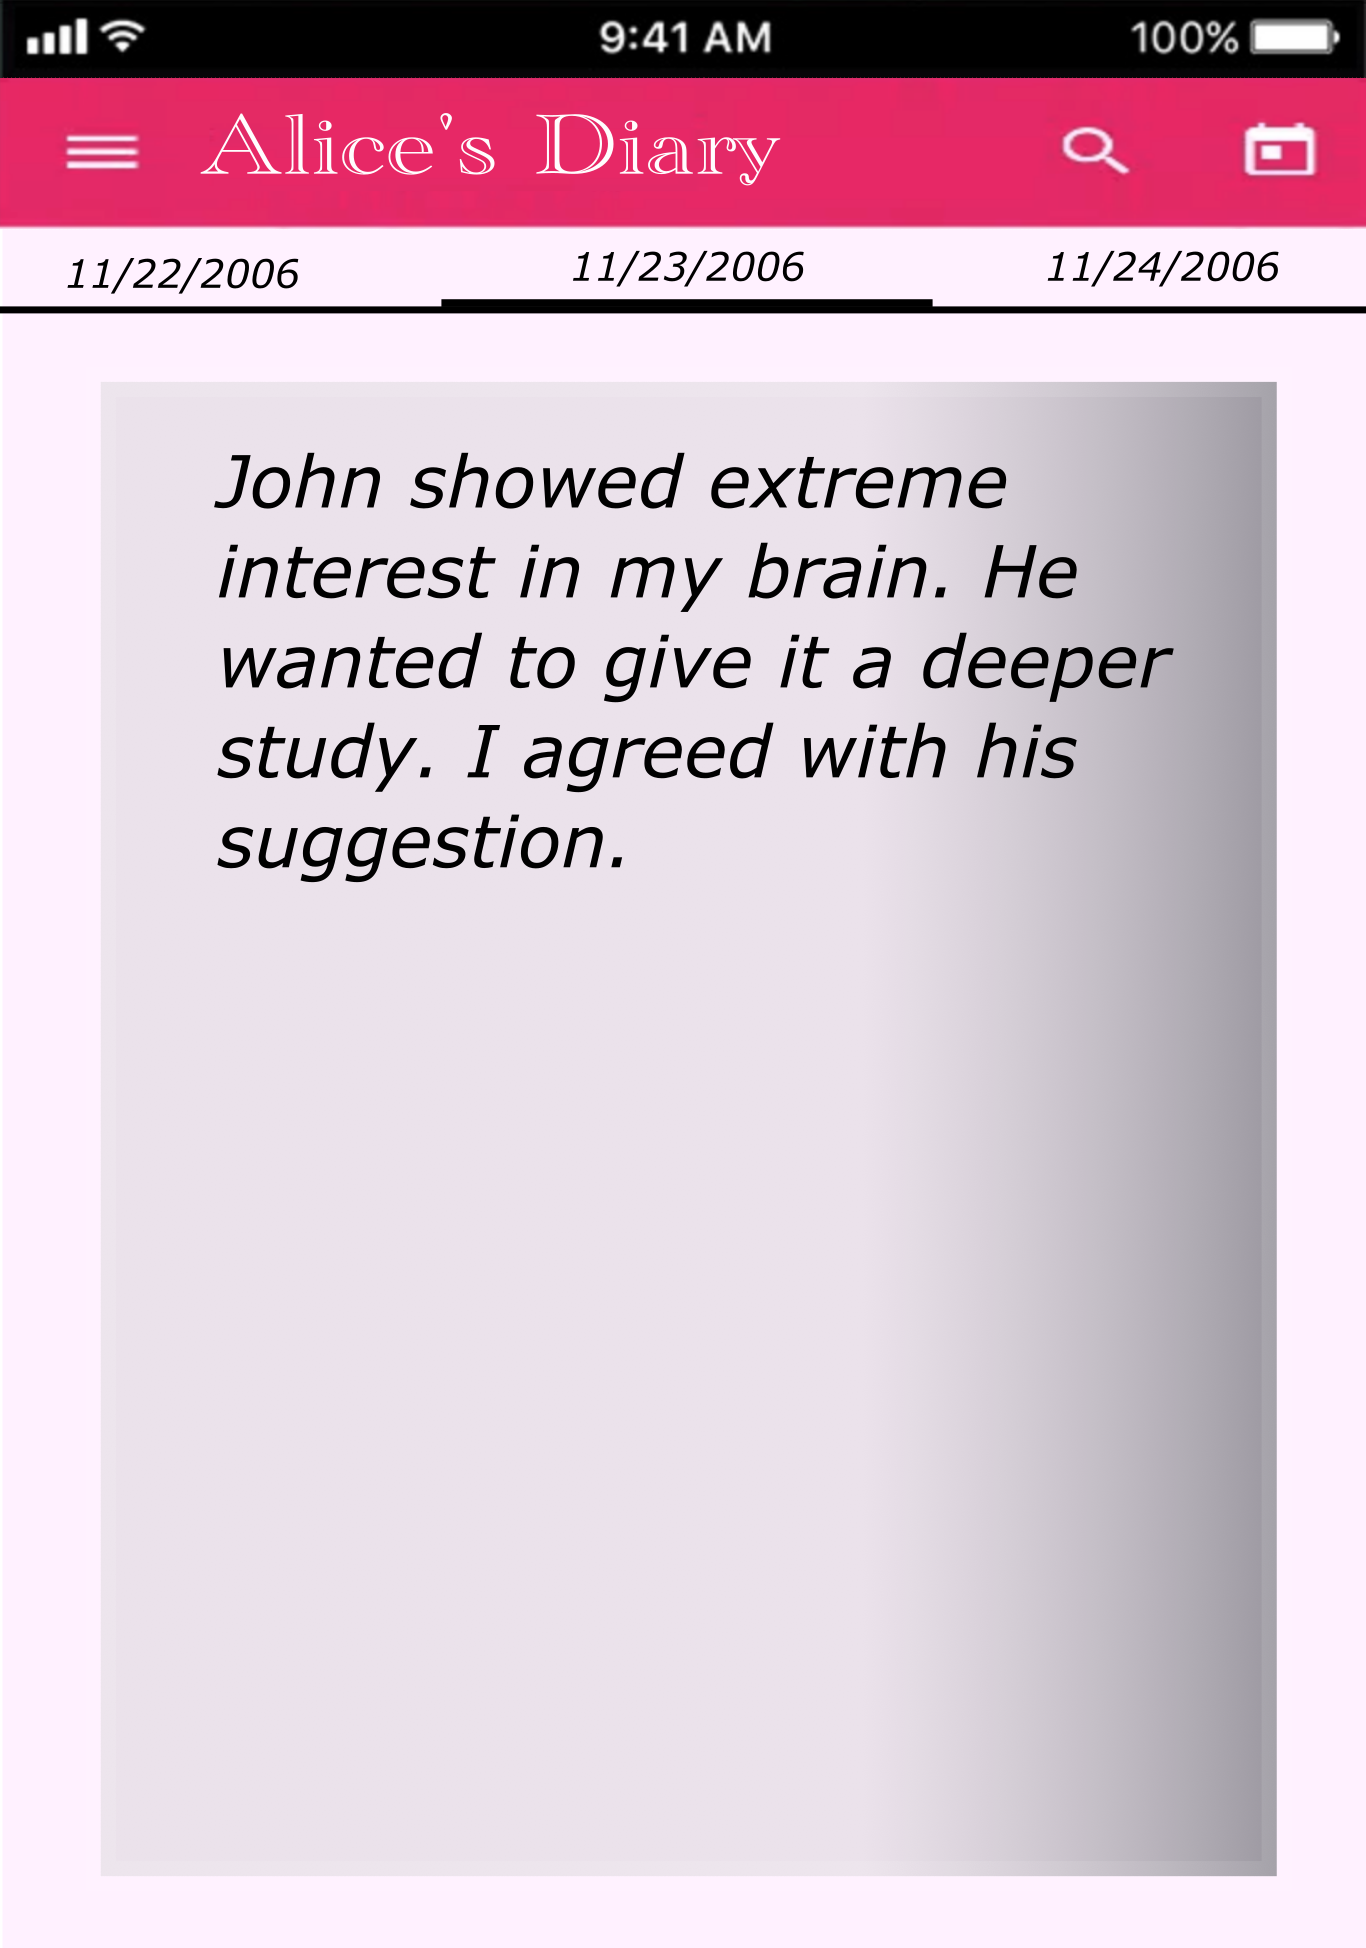 9:41 AM 100%
Alice's Diary
11/22/2006 11/23/2006 11/24/2006
John showed extreme
interest in my brain. He
wanted to give it a deeper
study. I agreed with his
suggestion.